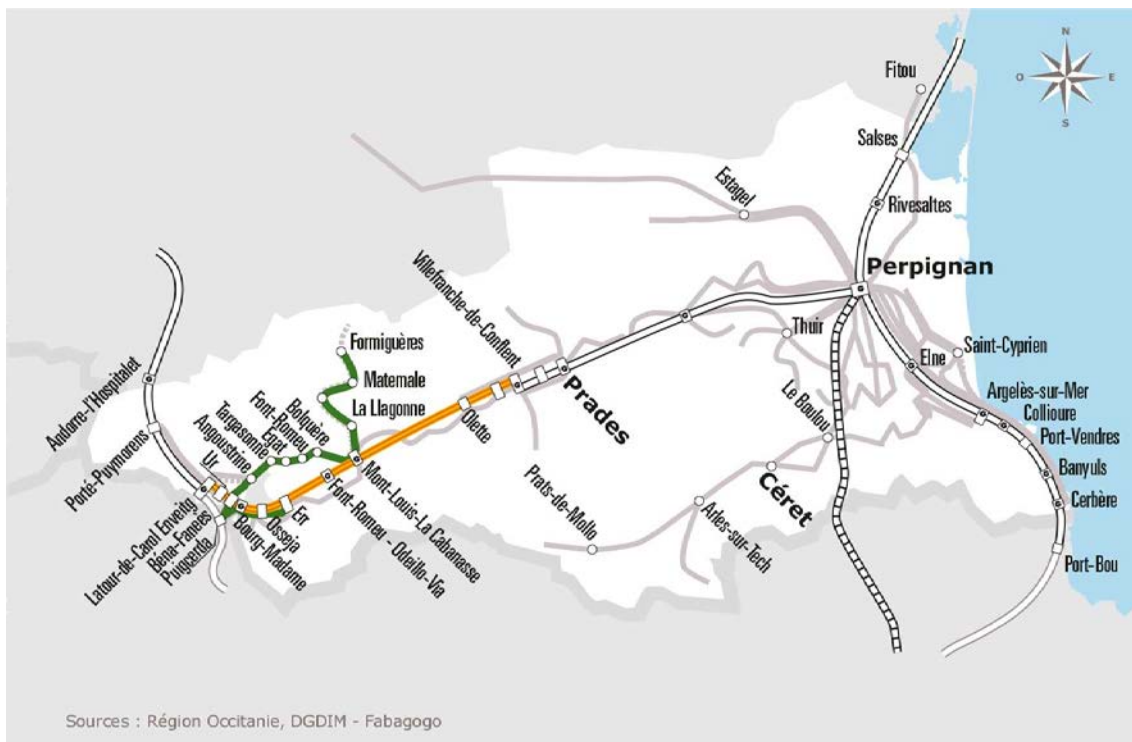 N
O
E
S
Fitou
Salses
Estagel
Rivesaltes
Perpignan
Villefranche-de-Conflent
Thuir
Formiguères
Elne
Saint-Cyprien
Matemale
Prades
Le Boulou
Argelès-sur-Mer
La Llagonne
Collioure
Andorre-l'Hospitalet
Bolquère
Font-Romeu
Egat
Targasonne
Angoustrine
Olette
Port-Vendres
Porté-Puymorens
Ur
Banyuls
Prats-de-Mollo
Céret
Cerbère
Mont-Louis-La Cabanasse
Font-Romeu - Odeillo-Via
Arles-sur-Tech
Err
Osseja
Bourg-Madame
Latour-de-Carol Enveitg
Béna-Fanès
Puigcerda
Port-Bou
Sources : Région Occitanie, DGDIM - Fabagogo